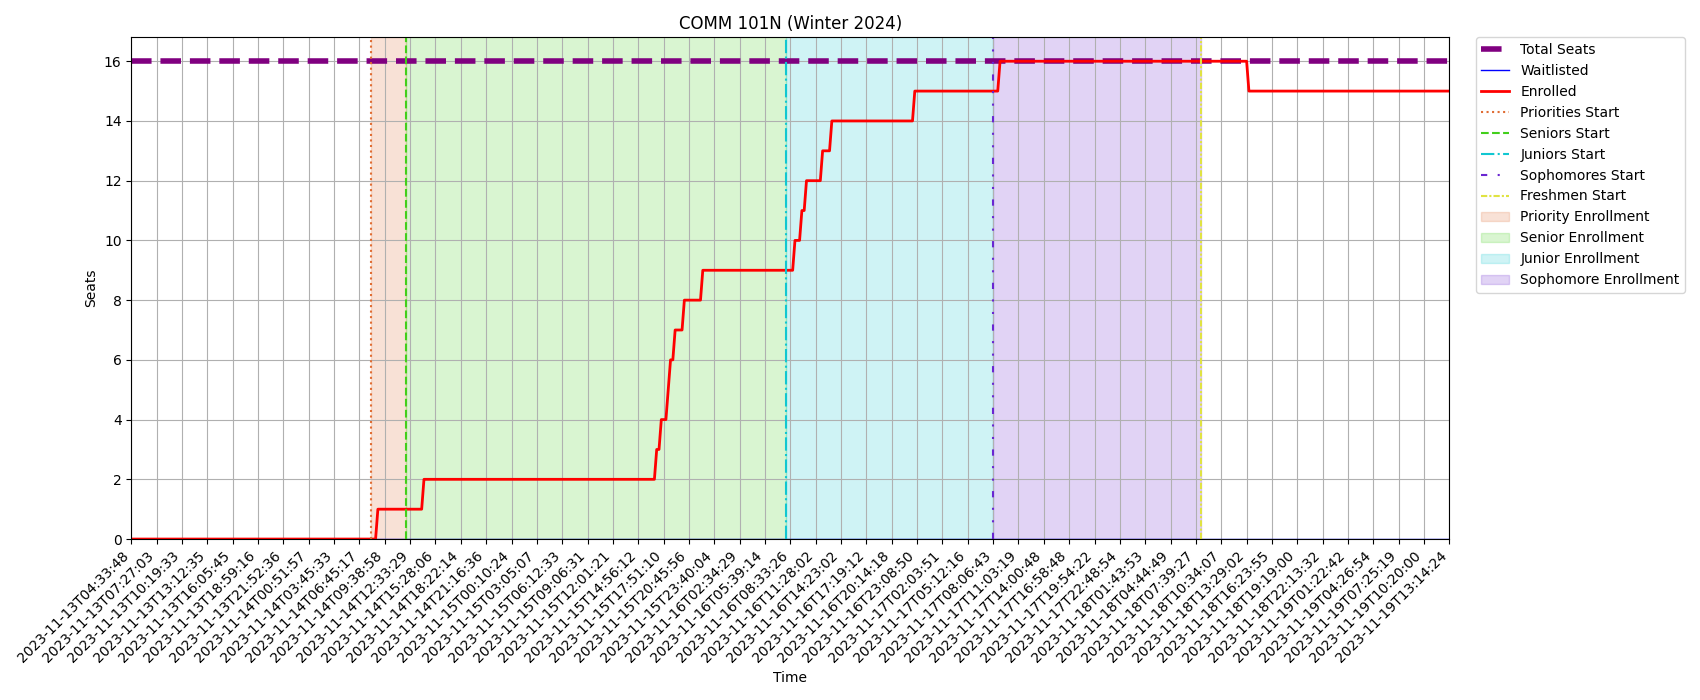 COMM 101N (Winter 2024)
Seats
16
14
12
10
8
6
4
2
0
2023-11-13T04:33:48
2023-11-13T07:27:03
2023-11-13T10:19:33
2023-11-13T13:12:35
2023-11-13T16:05:45
2023-11-13T18:59:16
2023-11-13T21:52:36
2023-11-14T00:51:57
2023-11-14T03:45:33
2023-11-14T06:45:17
2023-11-14T09:38:58
2023-11-14T12:33:29
2023-11-14T15:28:06
2023-11-14T18:22:14
2023-11-14T21:16:36
2023-11-15T00:10:24
2023-11-15T03:05:07
2023-11-15T06:12:33
2023-11-15T09:06:31
2023-11-15T12:01:21
2023-11-15T14:56:12
2023-11-15T17:51:10
2023-11-15T20:45:56
2023-11-15T23:40:04
2023-11-16T02:34:29
2023-11-16T05:39:14
2023-11-16T08:33:26
2023-11-16T11:28:02
2023-11-16T14:23:02
2023-11-16T17:19:12
2023-11-16T20:14:18
2023-11-16T23:08:50
2023-11-17T02:03:51
2023-11-17T05:12:16
2023-11-17T08:06:43
2023-11-17T11:03:19
2023-11-17T14:00:48
2023-11-17T16:58:48
2023-11-17T19:54:22
2023-11-17T22:48:54
2023-11-18T01:43:53
2023-11-18T04:44:49
2023-11-18T07:39:27
2023-11-18T10:34:07
2023-11-18T13:29:02
2023-11-18T16:23:55
2023-11-18T19:19:00
2023-11-18T22:13:32
2023-11-19T01:22:42
2023-11-19T04:26:54
2023-11-19T07:25:19
2023-11-19T10:20:00
2023-11-19T13:14:24
Time
Total Seats
Waitlisted
Enrolled
Priorities Start
Seniors Start
Juniors Start
Sophomores Start
Freshmen Start
Priority Enrollment
Senior Enrollment
Junior Enrollment
Sophomore Enrollment